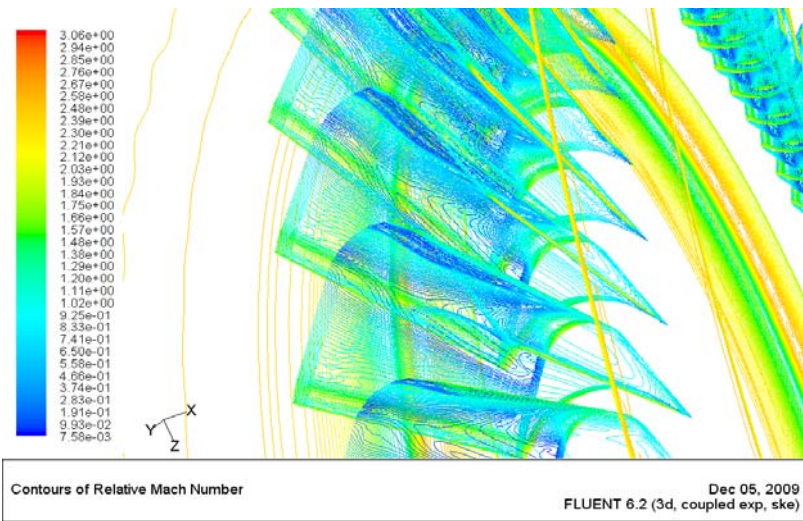 3.06e+00
2.94e+00
2.85e+00
2.76e+00
2.67e+00
2.58e+00
2.48e+00
2.39e+00
2.30e+00
2.21e+00
2.12e+00
2.03e+00
1.93e+00
1.84e+00
1.75e+00
1.66e+00
1.57e+00
1.48e+00
1.38e+00
1.29e+00
1.20e+00
1.11e+00
1.02e+00
9.25e-01
8.33e-01
7.41e-01
6.50e-01
5.58e-01
4.66e-01
3.74e-01
2.83e-01
1.91e-01
9.93e-02
7.58e-03
X
Y
Z
Contours of Relative Mach Number
Dec 05, 2009
FLUENT 6.2 (3d, coupled exp, ske)